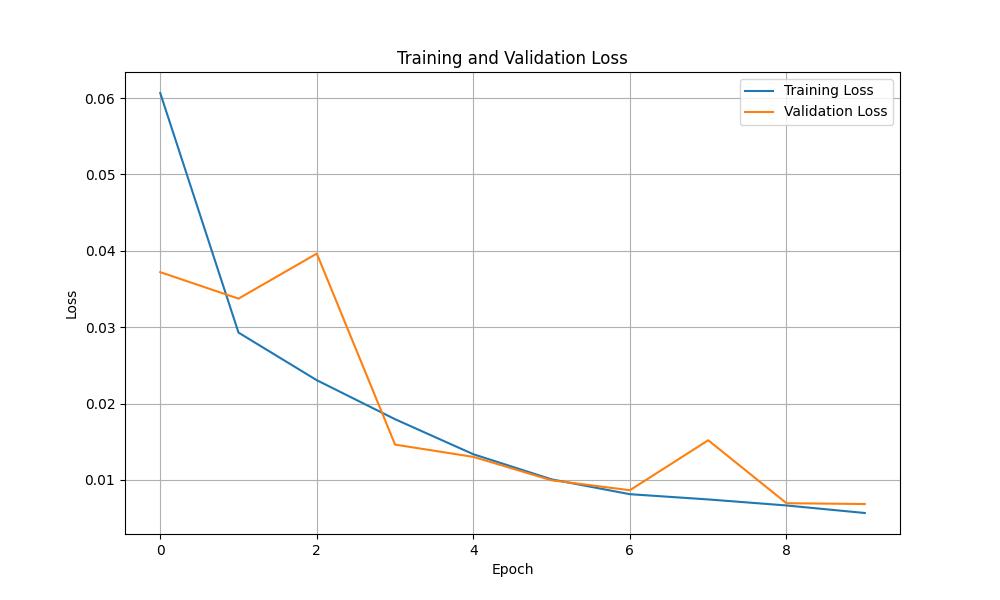 Training and Validation Loss
Training Loss
Validation Loss
0.06
0.05
0.04
0.03
0.02
0.01
Loss
0 2 4 6 8
Epoch